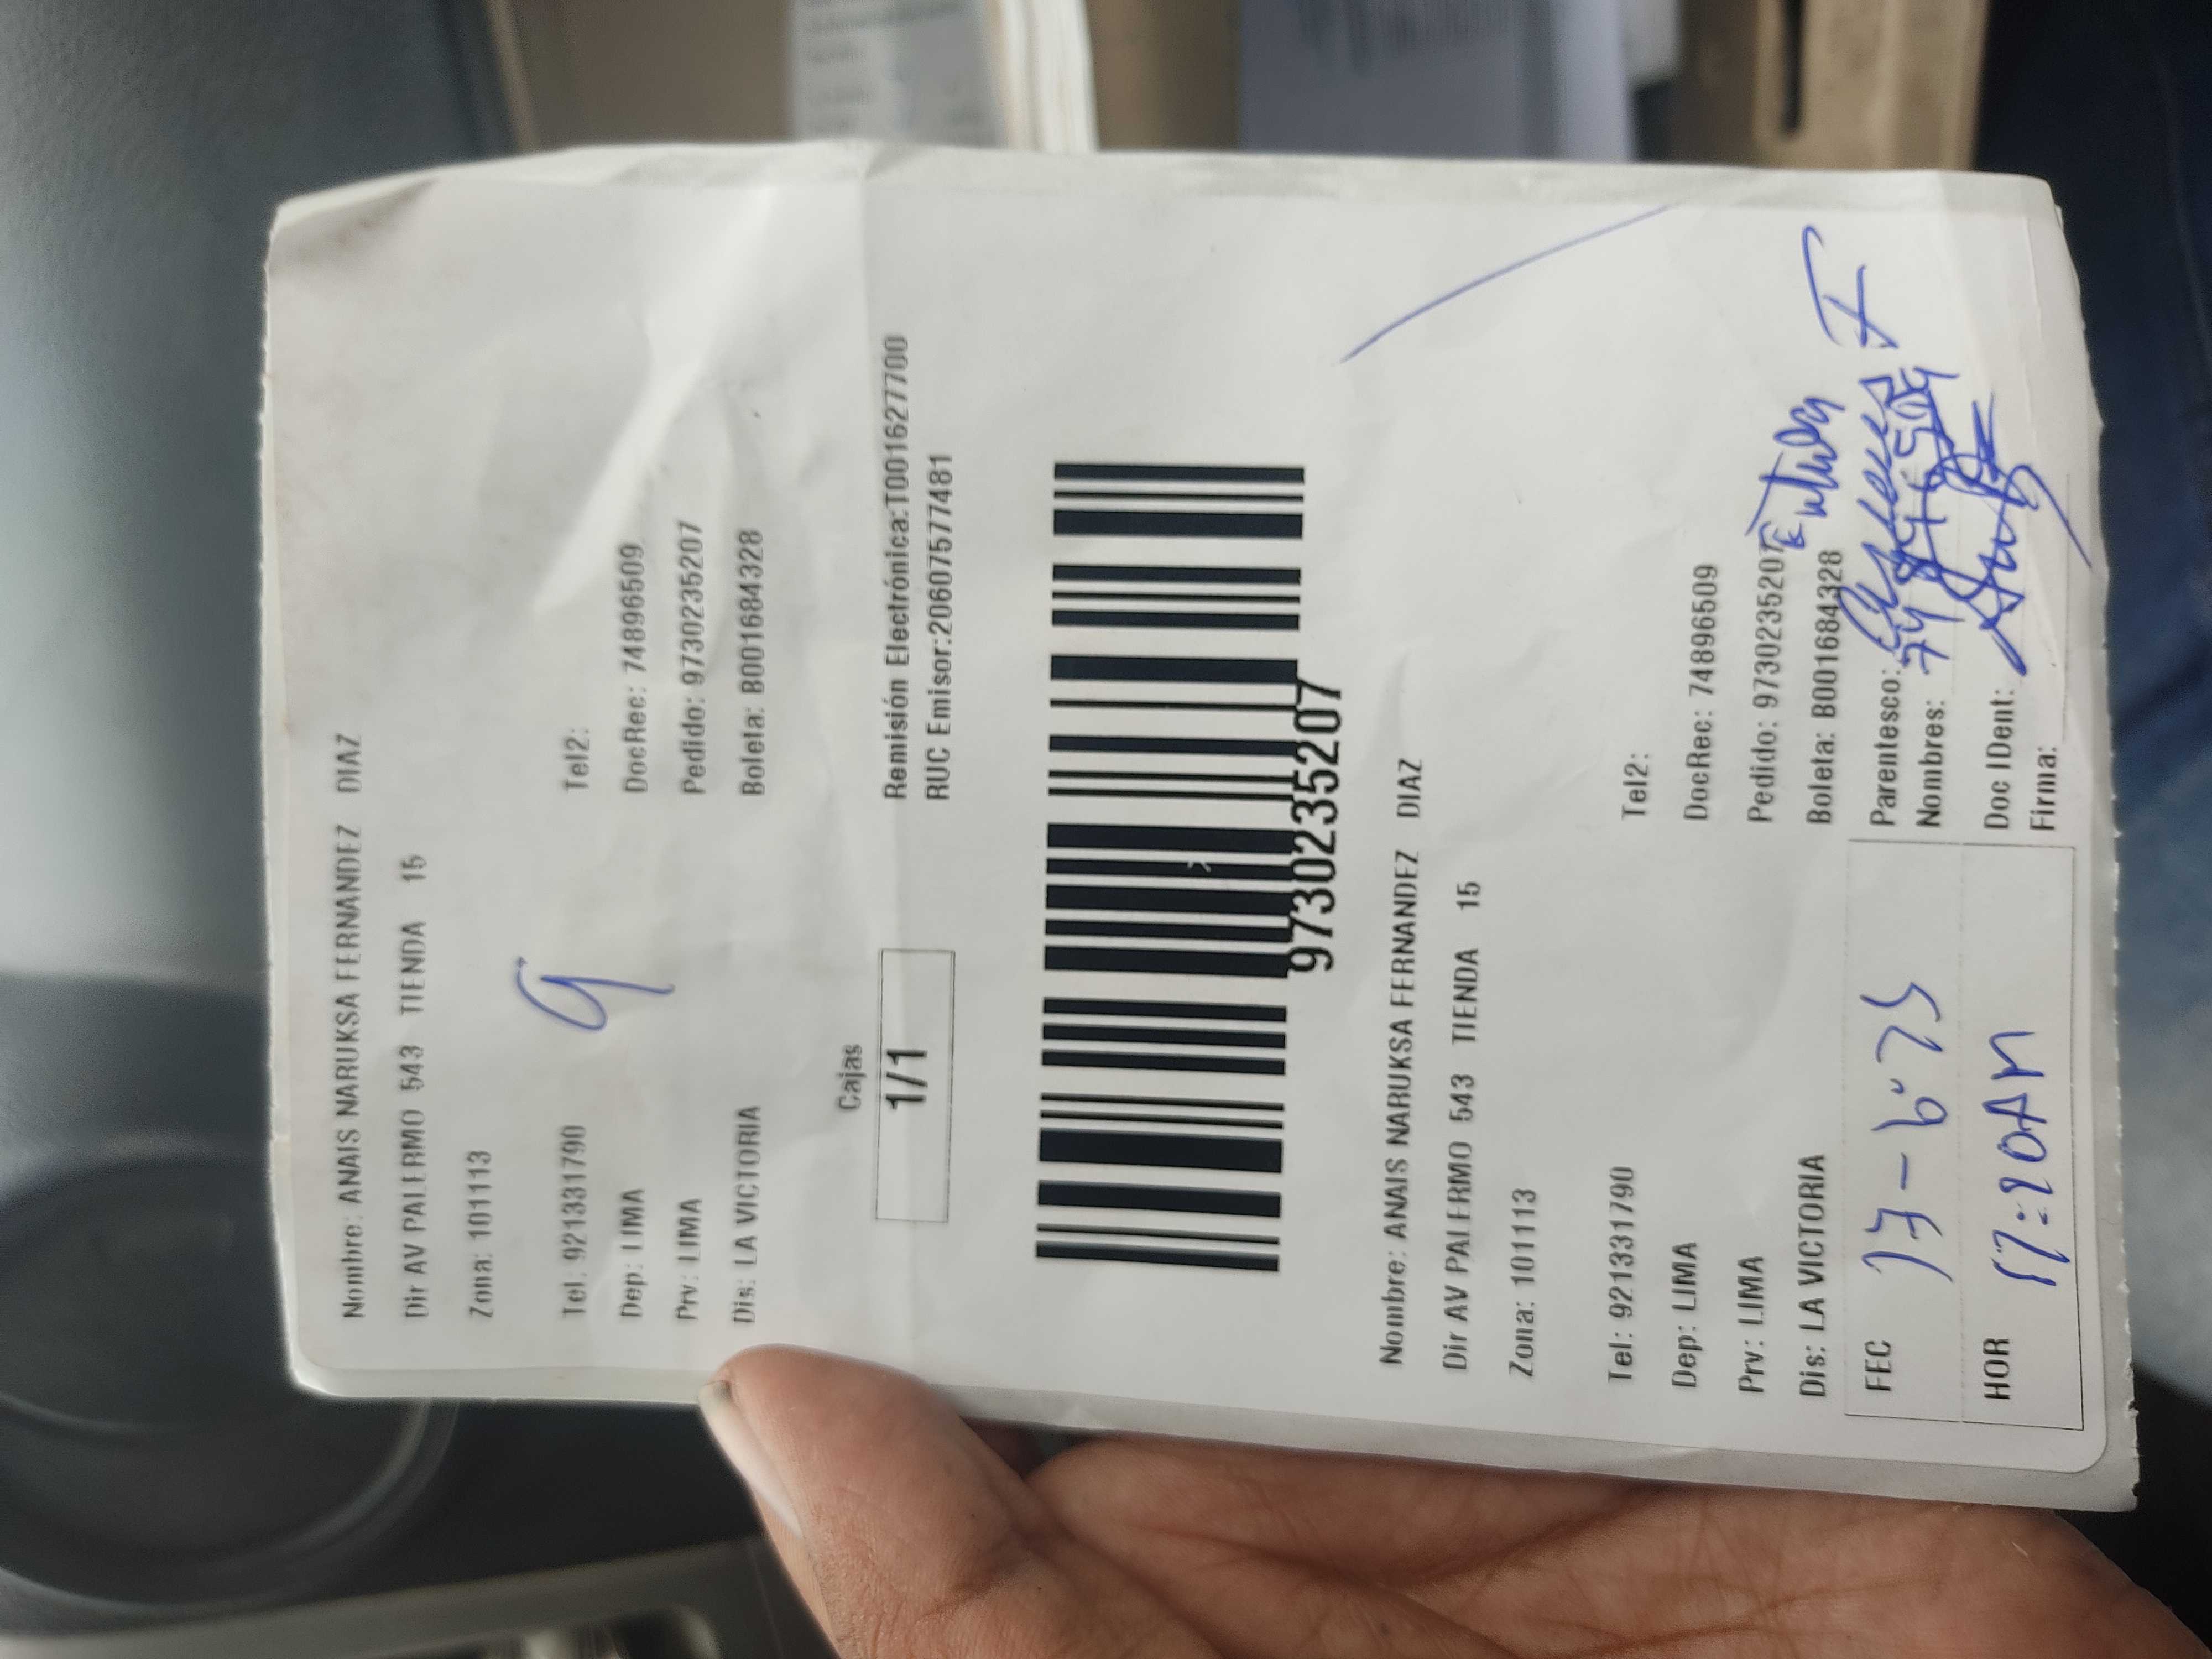 Nombre: ANAIS NARUKSA FERNANDEZ DIAZ
Dir AV PALERMO 543 TIENDA 15
Zona: 101113
9
Tel: 921331790 Tel2:
Dep: LIMA DocRec: 74896509
Prv: LIMA Pedido: 9730235207
Dis: LA VICTORIA Boleta: B001684328
Cajas
1/1
Remisión Electrónica:T001627700
RUC Emisor:20607577481
9730235207
Nombre: ANAIS NARUKSA FERNANDEZ DIAZ
Dir AV PALERMO 543 TIENDA 15
Zona: 101113
Tel: 921331790 Tel2:
Dep: LIMA DocRec: 74896509
Prv: LIMA Pedido: 9730235207
Dis: LA VICTORIA Boleta: B001684328
FEC Parentesco:
Nombres:
HOR 17:20AM Doc IDent:
Firma: